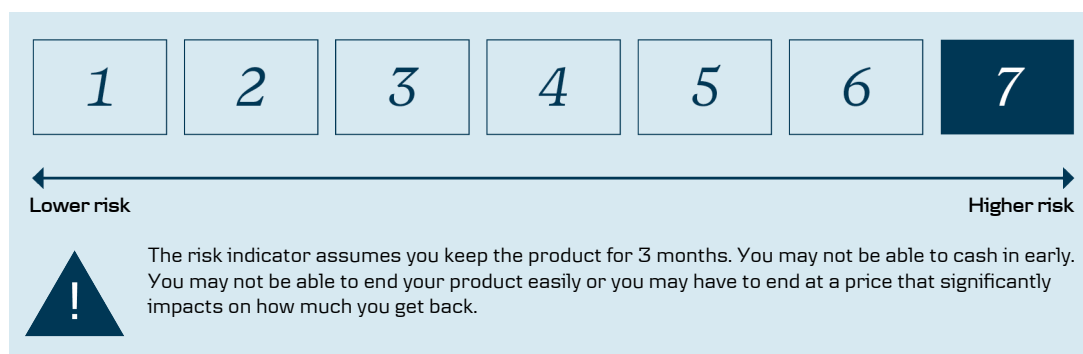 1 2 3 4 5 6 7
Lower risk Higher risk
The risk indicator assumes you keep the product for 3 months. You may not be able to cash in early.
You may not be able to end your product easily or you may have to end at a price that significantly
impacts on how much you get back.
!